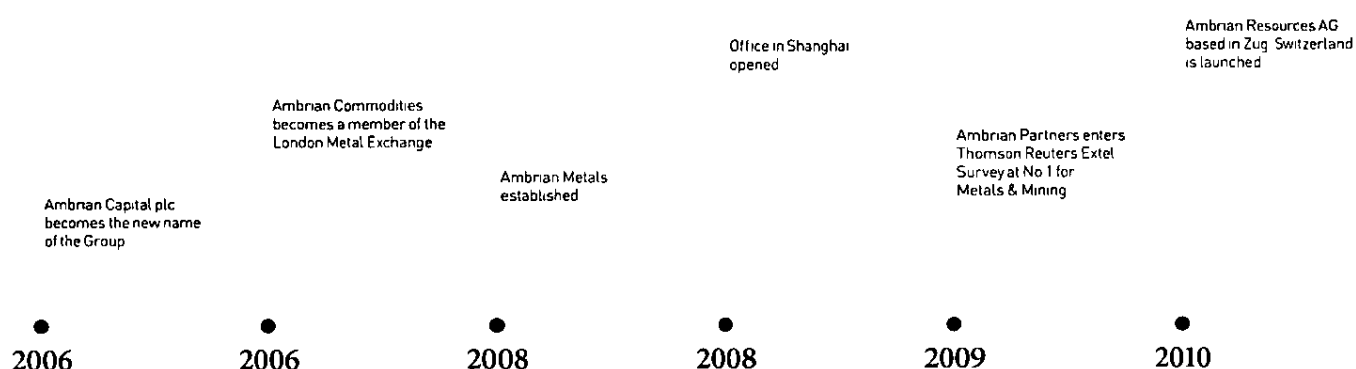 Ambrian Capital plc
becomes the new name
of the Group
Ambrian Commodities
becomes a member of the
London Metal Exchange
Ambrian Metals
established
Office in Shanghai
opened
Ambrian Partners enters
Thomson Reuters Extel
Survey at No 1 for
Metals & Mining
Ambrian Resources AG
based in Zug Switzerland
is launched
2006
2006
2008
2008
2009
2010